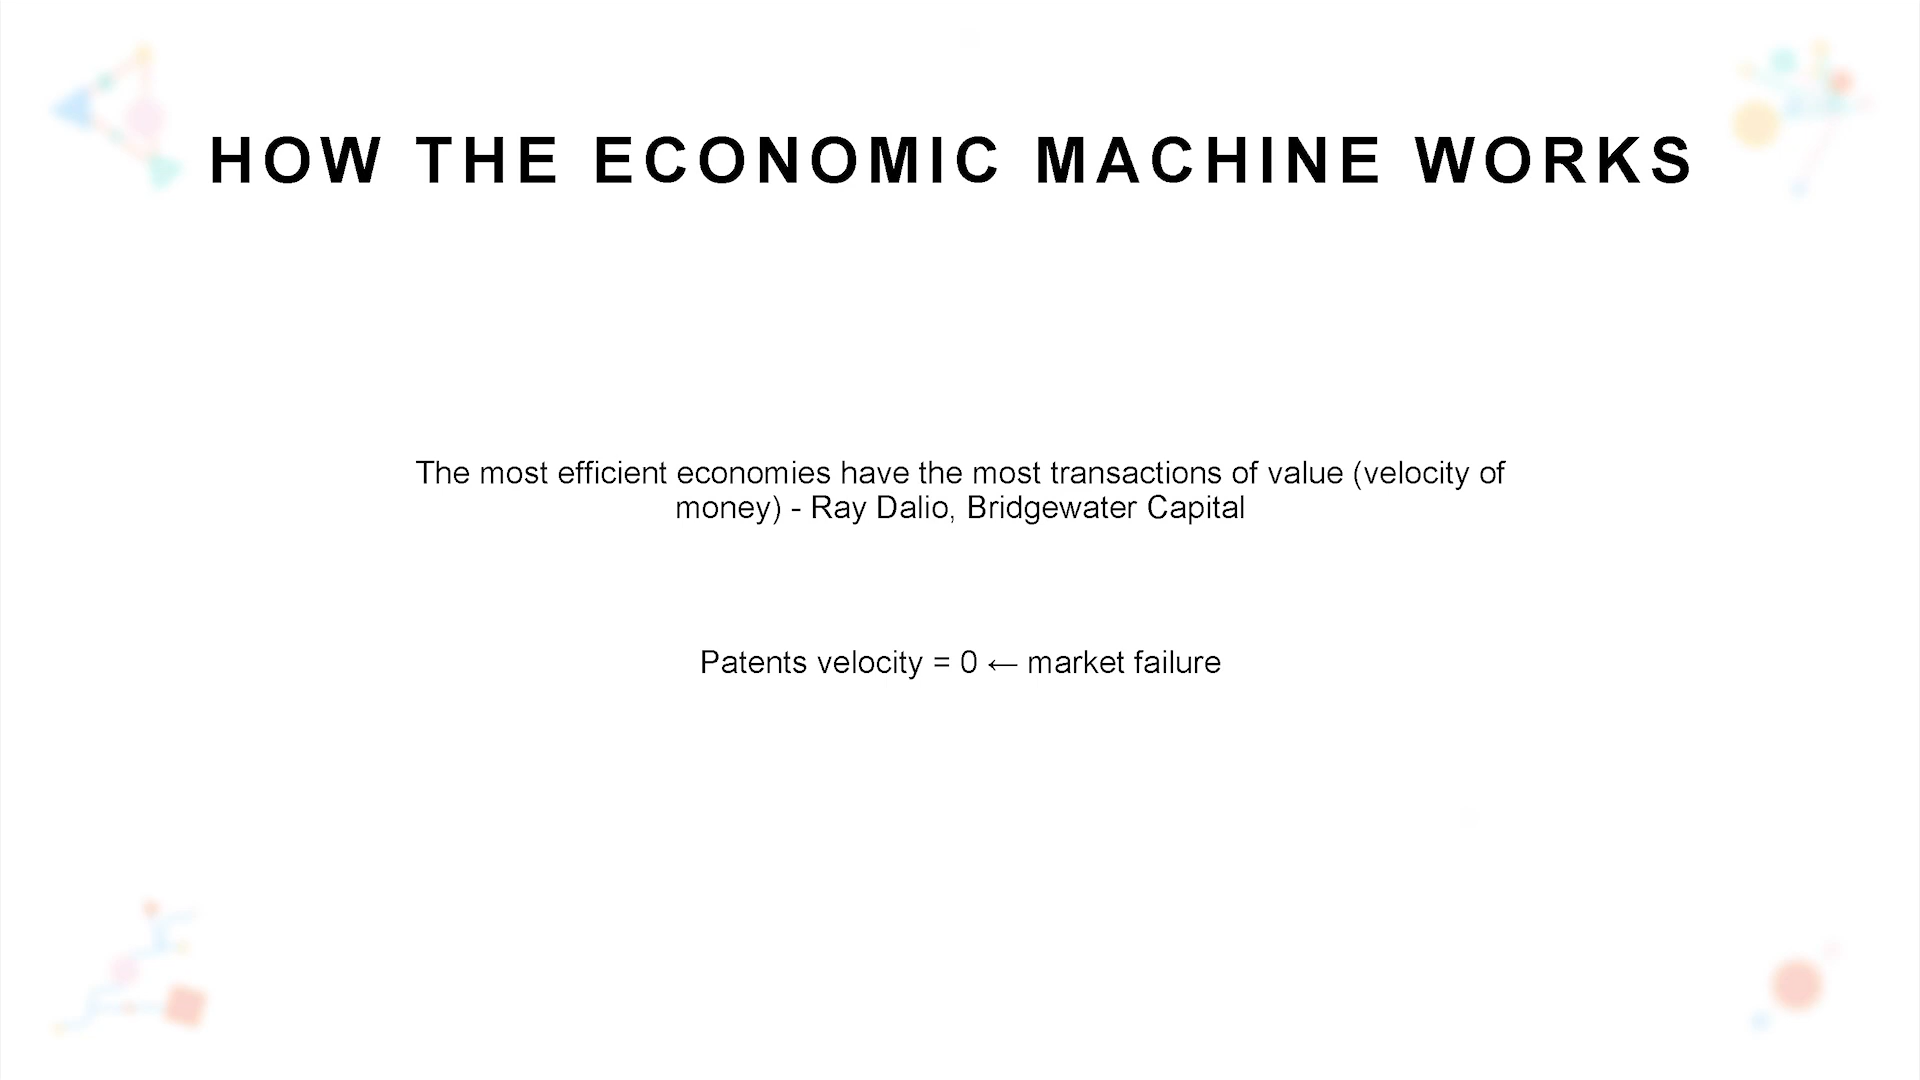 HOW THE ECONOMIC MACHINE WORKS
The most efficient economies have the most transactions of value (velocity of
money) - Ray Dalio, Bridgewater Capital
Patents velocity = 0 ← market failure